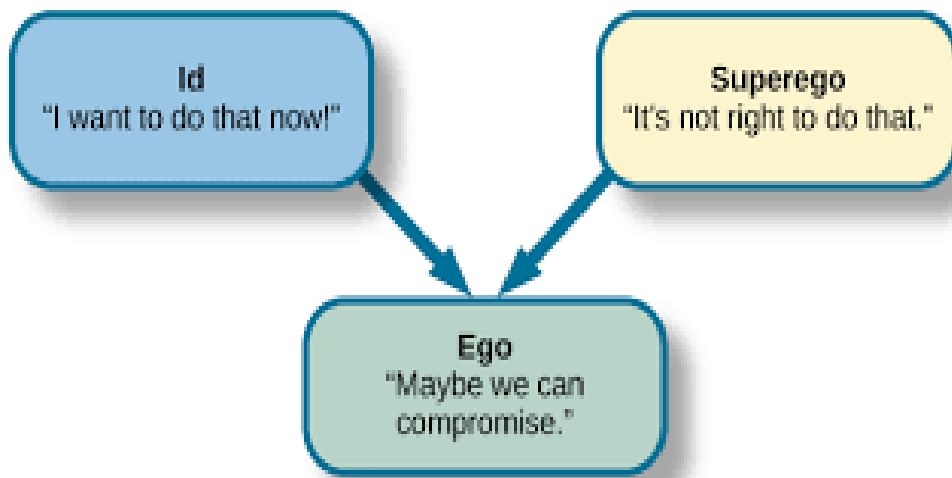 Id
“I want to do that now!”
Superego
“It's not right to do that.”
Ego
“Maybe we can
compromise.”